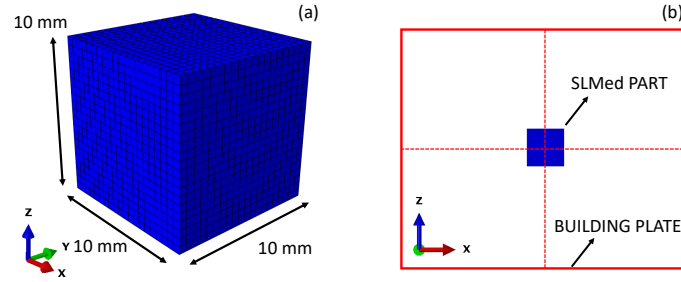 (a)
10 mm
10 mm
10 mm
Z
Y
X
(b)
SLMed PART
BUILDING PLATE
Z
X